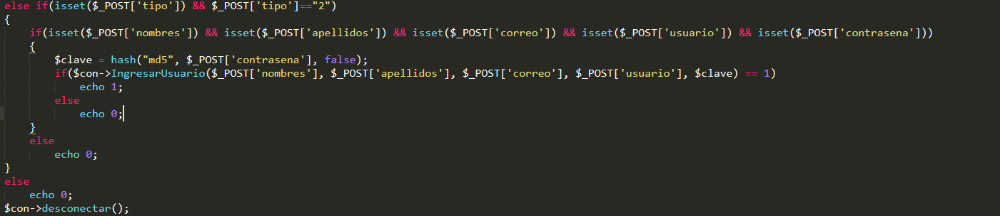 else if(isset($_POST['tipo']) && $_POST['tipo']=="2")
{
if(isset($_POST['nombres']) && isset($_POST['apellidos']) && isset($_POST['correo']) && isset($_POST['usuario']) && isset($_POST['contrasena']))
{
$clave = hash("md5", $_POST['contrasena'], false);
if($con->IngresarUsuario($_POST['nombres'], $_POST['apellidos'], $_POST['correo'], $_POST['usuario'], $clave) == 1)
echo 1;
else
echo 0;
}
else
echo 0;
}
else
echo 0;
$con->desconectar();